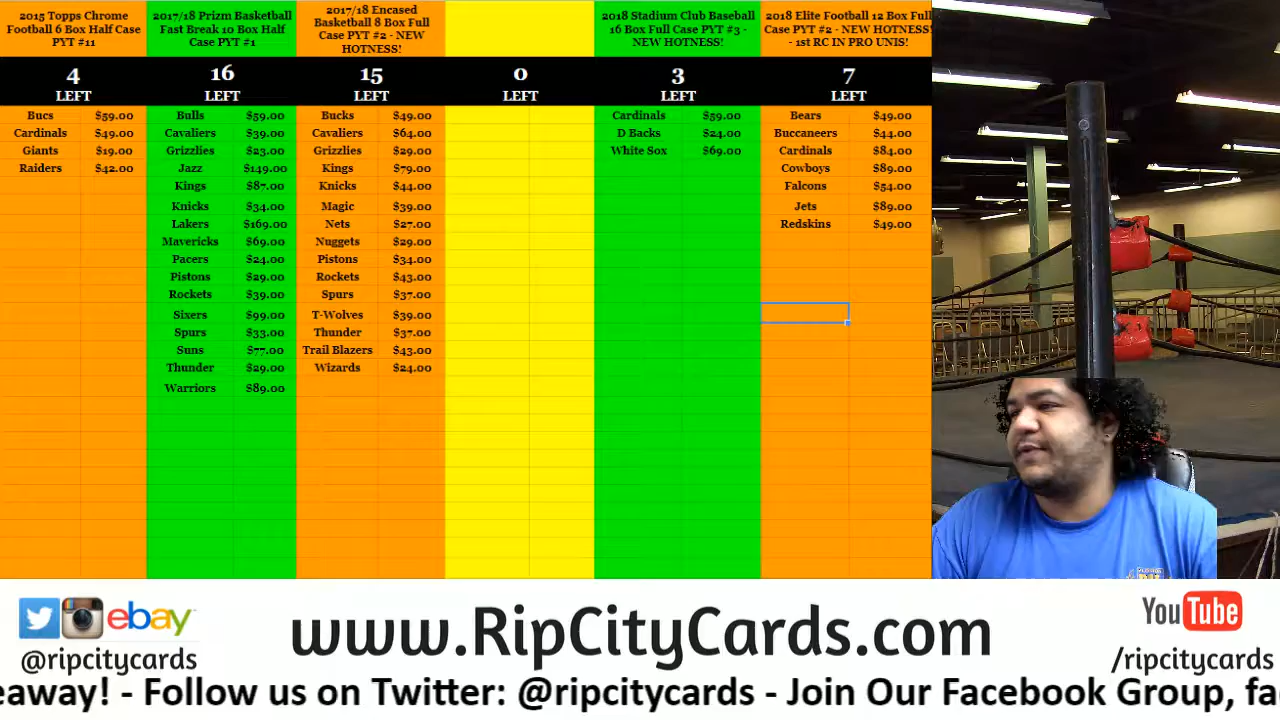 2015 Topps Chrome
Football 6 Box Half Case
PYT #11
4
LEFT
Bucs $59.00
Cardinals $49.00
Giants $19.00
Raiders $42.00
2017/18 Prizm Basketball
Fast Break 10 Box Half
Case PYT #1
16
LEFT
Bulls $59.00
Cavaliers $39.00
Grizzlies $23.00
Jazz $149.00
Kings $87.00
Knicks $34.00
Lakers $169.00
Mavericks $69.00
Pacers $24.00
Pistons $29.00
Rockets $39.00
Sixers $99.00
Spurs $33.00
Suns $77.00
Thunder $29.00
Warriors $89.00
2017/18 Encased
Basketball 8 Box Full
Case PYT #2 - NEW
HOTNESS!
15
LEFT
Bucks $49.00
Cavaliers $64.00
Grizzlies $29.00
Kings $79.00
Knicks $44.00
Magic $39.00
Nets $27.00
Nuggets $29.00
Pistons $34.00
Rockets $43.00
Spurs $37.00
T-Wolves $39.00
Thunder $37.00
Trail Blazers $43.00
Wizards $24.00
0
LEFT
2018 Stadium Club Baseball
16 Box Full Case PYT #3 -
NEW HOTNESS!
3
LEFT
Cardinals $59.00
D Backs $24.00
White Sox $69.00
2018 Elite Football 12 Box Full
Case PYT #2 - NEW HOTNESS!
- 1st RC IN PRO UNIS!
7
LEFT
Bears $49.00
Buccaneers $44.00
Cardinals $84.00
Cowboys $89.00
Falcons $54.00
Jets $89.00
Redskins $49.00
ebay
@ripcitycards
www.RipCityCards.com
YouTube
/ripcitycards
eaway! - Follow us on Twitter: @ripcitycards - Join Our Facebook Group, fa